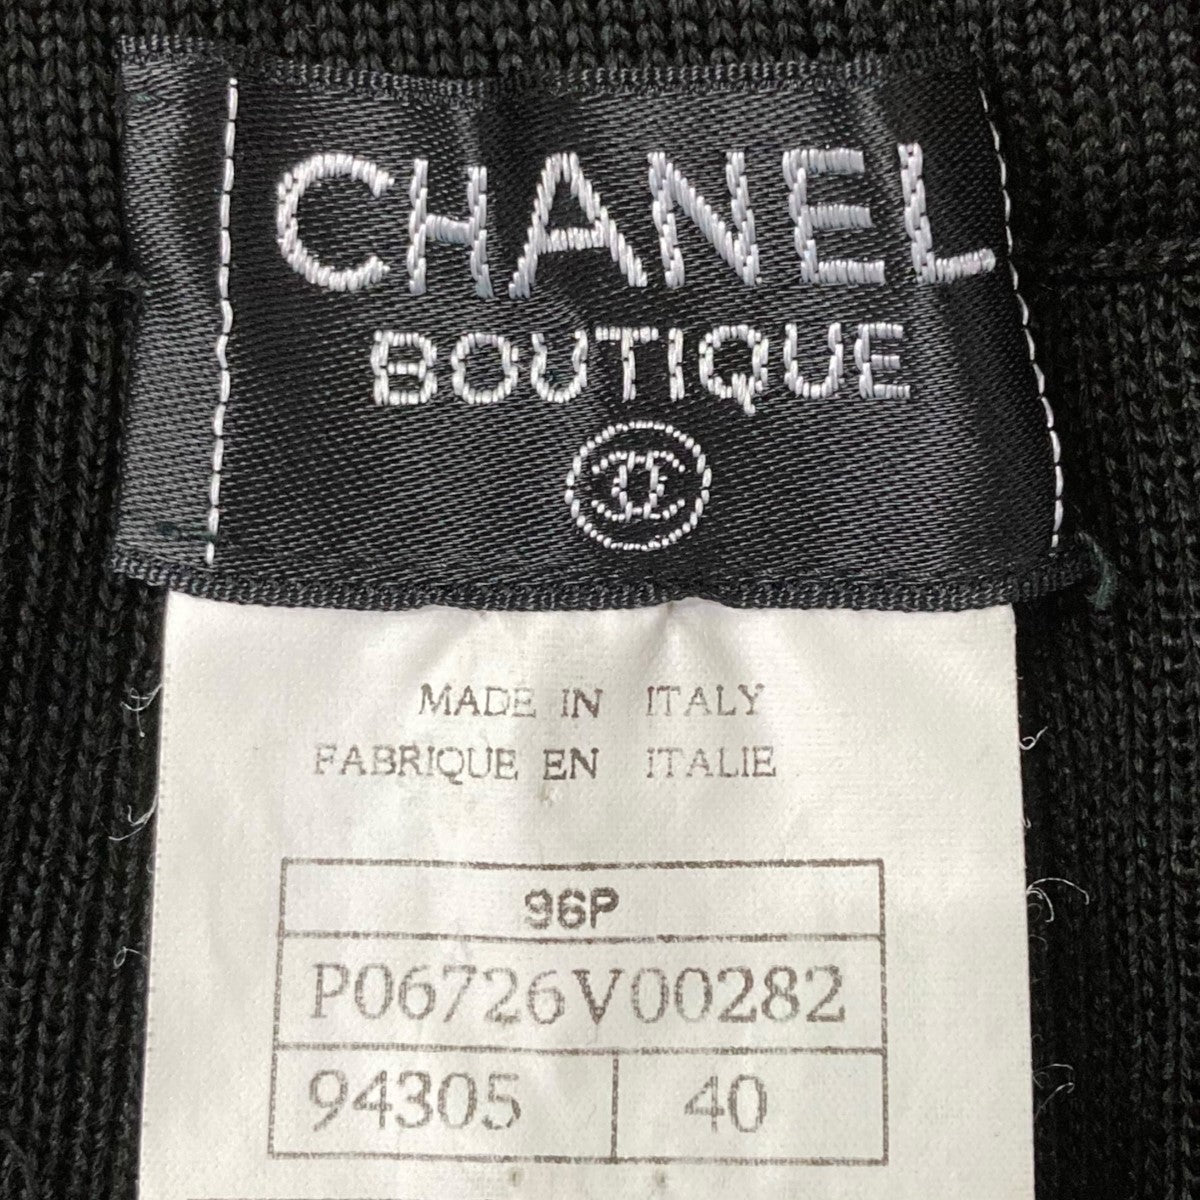 CHANEL
BOUTIQUE
MADE IN ITALY
FABRIQUE EN ITALIE
96P
P06726V00282
94305 40